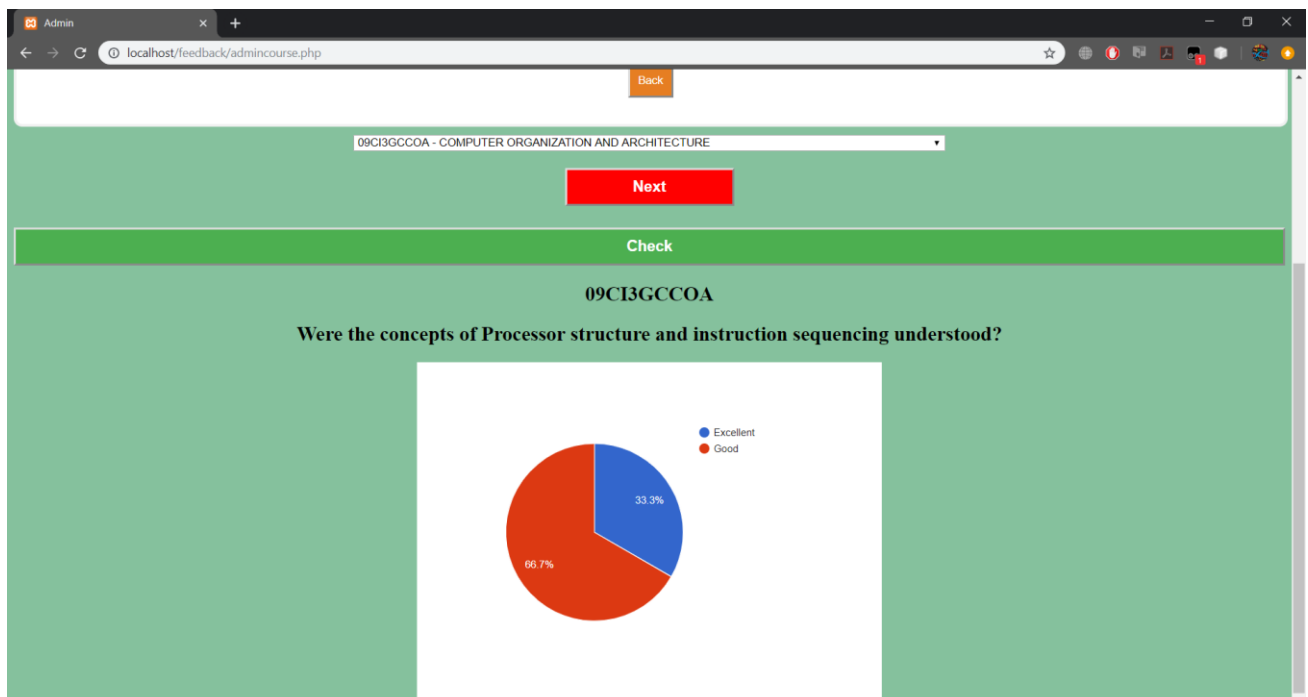 Admin
localhost/feedback/admincourse.php
1
Back
09CI3GCCOA - COMPUTER ORGANIZATION AND ARCHITECTURE
Next
Check
09CI3GCCOA
Were the concepts of Processor structure and instruction sequencing understood?
Excellent
Good
33.3%
66.7%